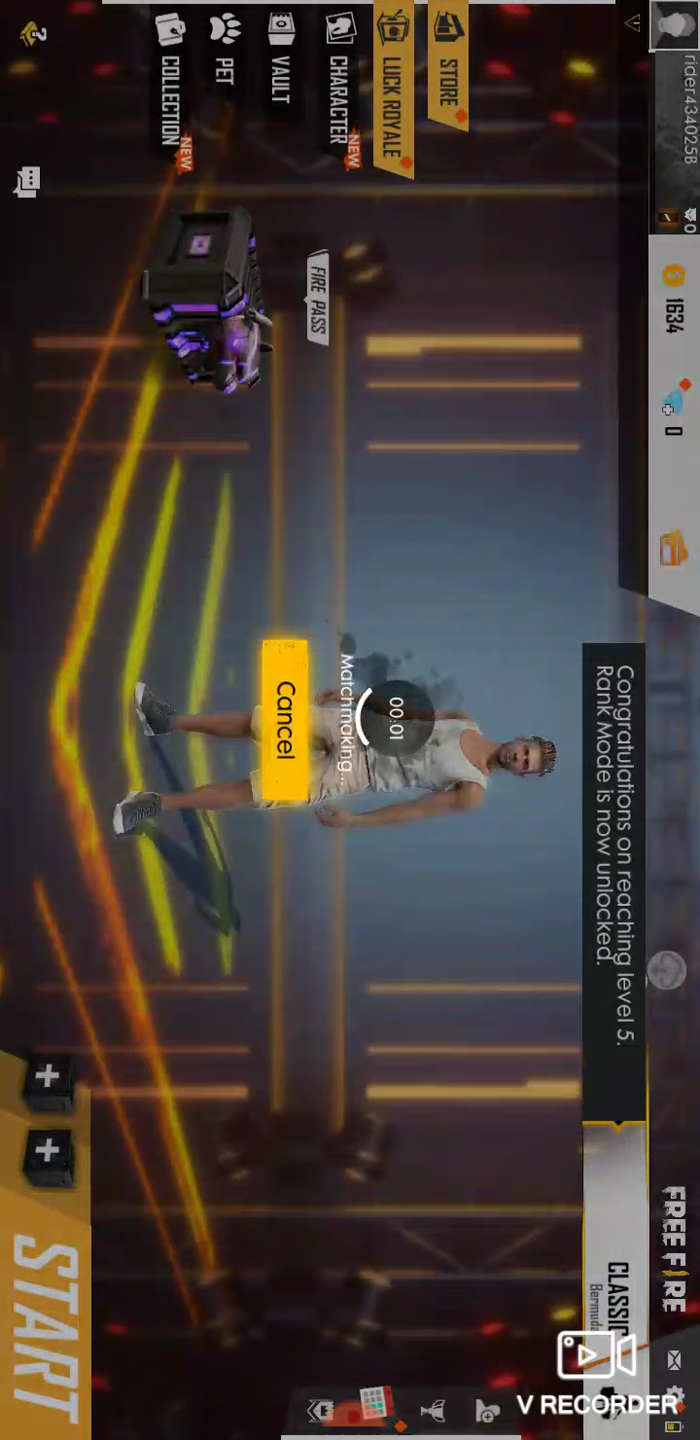 rider434025B
0
1634
0
FREE FIRE
STORE
LUCK ROYALE
CHARACTER
NEW
VAULT
PET
COLLECTION
NEW
FIRE PASS
Congratulations on reaching level 5.
Rank Mode is now unlocked.
CLASSIC
Bermuda
00:01
Matchmaking...
Cancel
START
V RECORDER